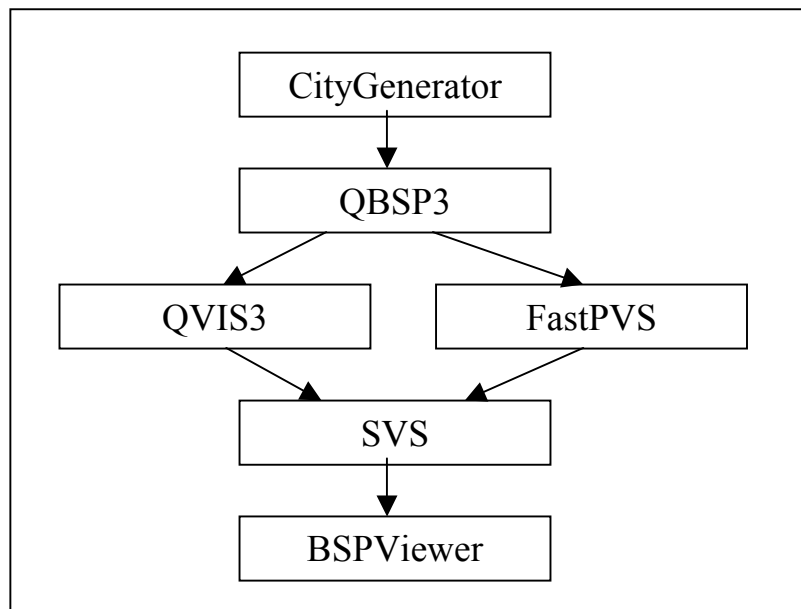 CityGenerator
QBSP3
QVIS3
FastPVS
SVS
BSPViewer